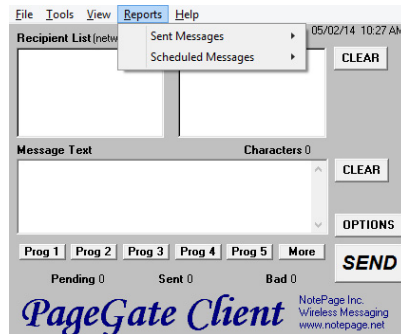 File Tools View Reports Help
Sent Messages
Scheduled Messages
05/02/14 10:27 AM
Recipient List (netw
CLEAR
Message Text Characters 0
CLEAR
OPTIONS
Prog 1 Prog 2 Prog 3 Prog 4 Prog 5 More
SEND
Pending 0 Sent 0 Bad 0
PageGate Client
NotePage Inc.
Wireless Messaging
www.notepage.net